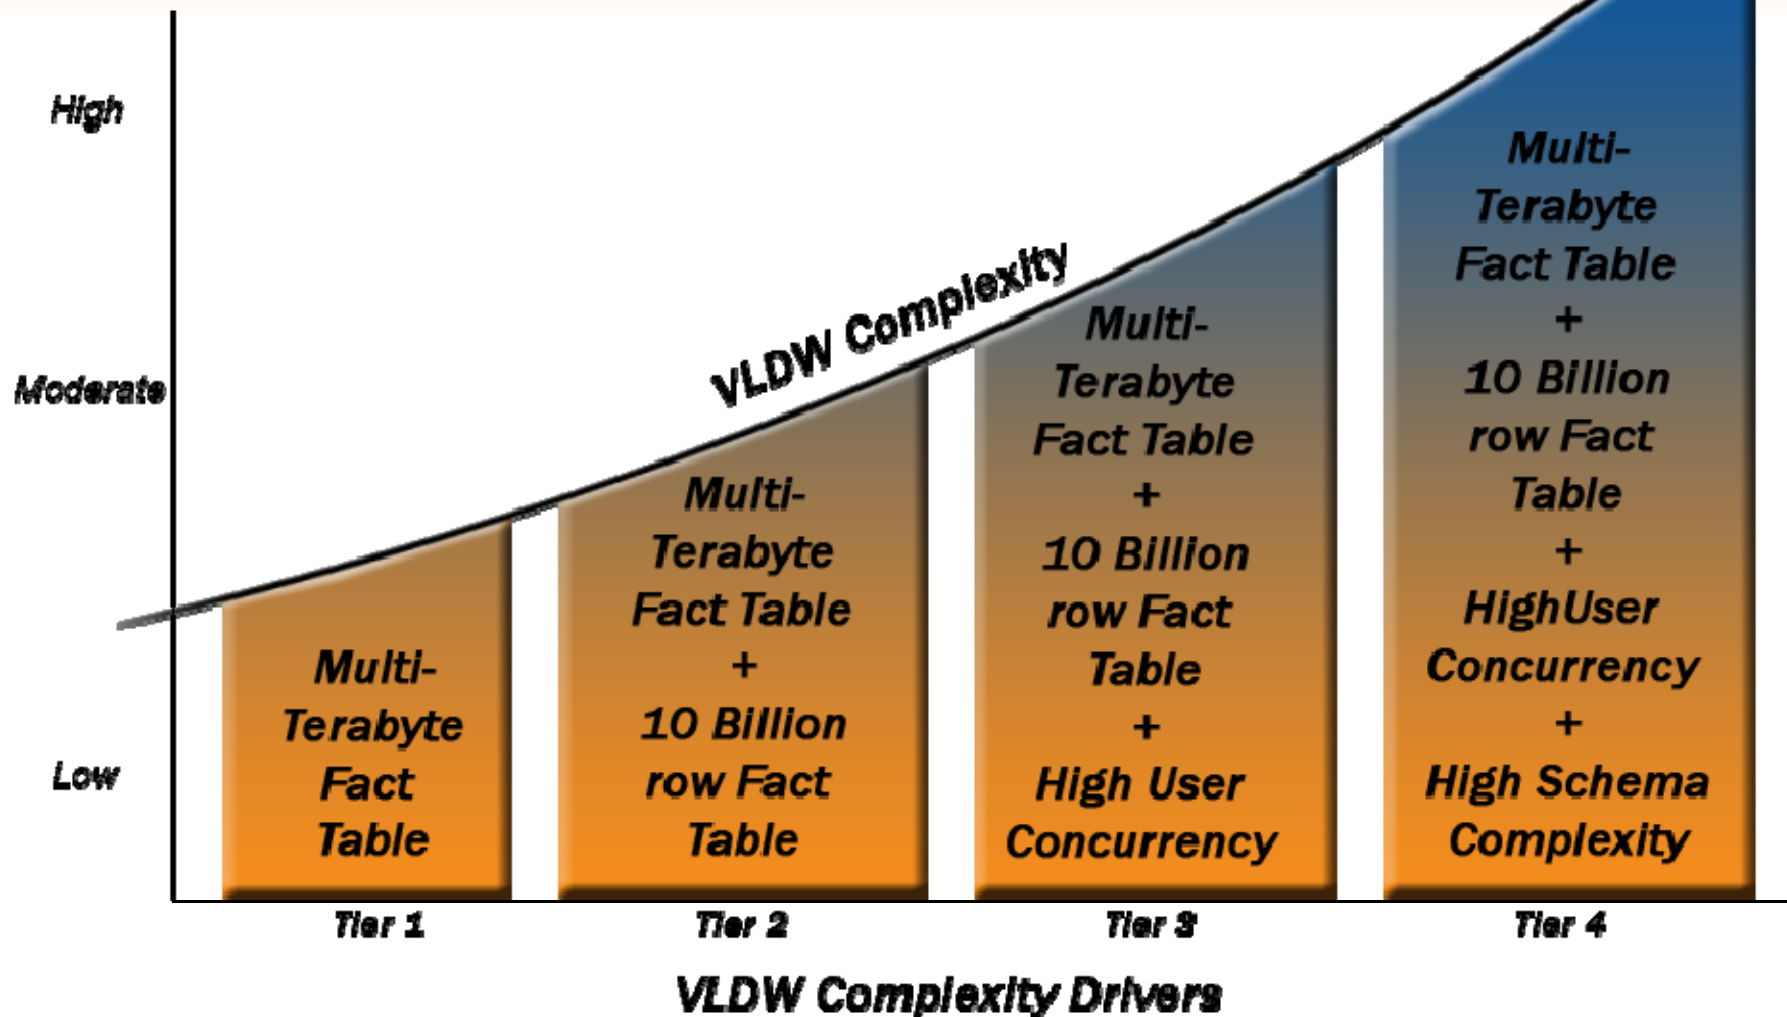 High
Moderate
Low
VLDW Complexity
Multi-
Terabyte
Fact
Table
Multi-
Terabyte
Fact Table
+
10 Billion
row Fact
Table
Multi-
Terabyte
Fact Table
+
10 Billion
row Fact
Table
+
High User
Concurrency
Multi-
Terabyte
Fact Table
+
10 Billion
row Fact
Table
+
HighUser
Concurrency
+
High Schema
Complexity
Tier 1
Tier 2
Tier 3
Tier 4
VLDW Complexity Drivers